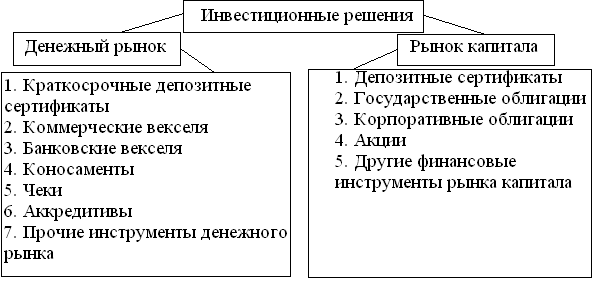 Инвестиционные решения
Денежный рынок
Рынок капитала
1. Краткосрочные депозитные
сертификаты
2. Коммерческие векселя
3. Банковские векселя
4. Коносаменты
5. Чеки
6. Аккредитивы
7. Прочие инструменты денежного
рынка
1. Депозитные сертификаты
2. Государственные облигации
3. Корпоративные облигации
4. Акции
5. Другие финансовые
инструменты рынка капитала